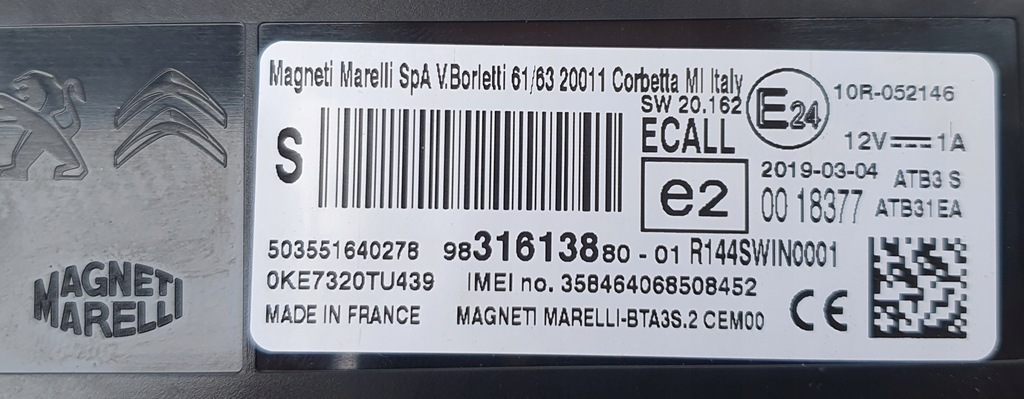 MAGNETI
MARELLI
Magneti Marelli SpA V.Borletti 61/63 20011 Corbetta MI Italy
SW 20.162
ECALL
S
E24
10R-052146
12V 1A
e2
2019-03-04 ATB3 S
00 18377 ATB31EA
503551640278 9831613880-01 R144SWIN0001
0KE7320TU439 IMEI no. 358464068508452
MADE IN FRANCE MAGNETI MARELLI-BTA3S.2 CEM00
CE